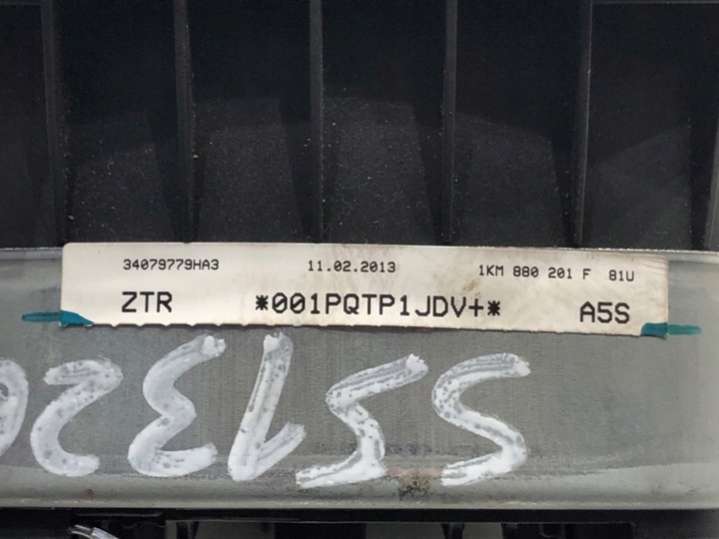 34079779HA3 11.02.2013 1KM 880 201 F 81U
ZTR *001PQTP1JDV+* A5S